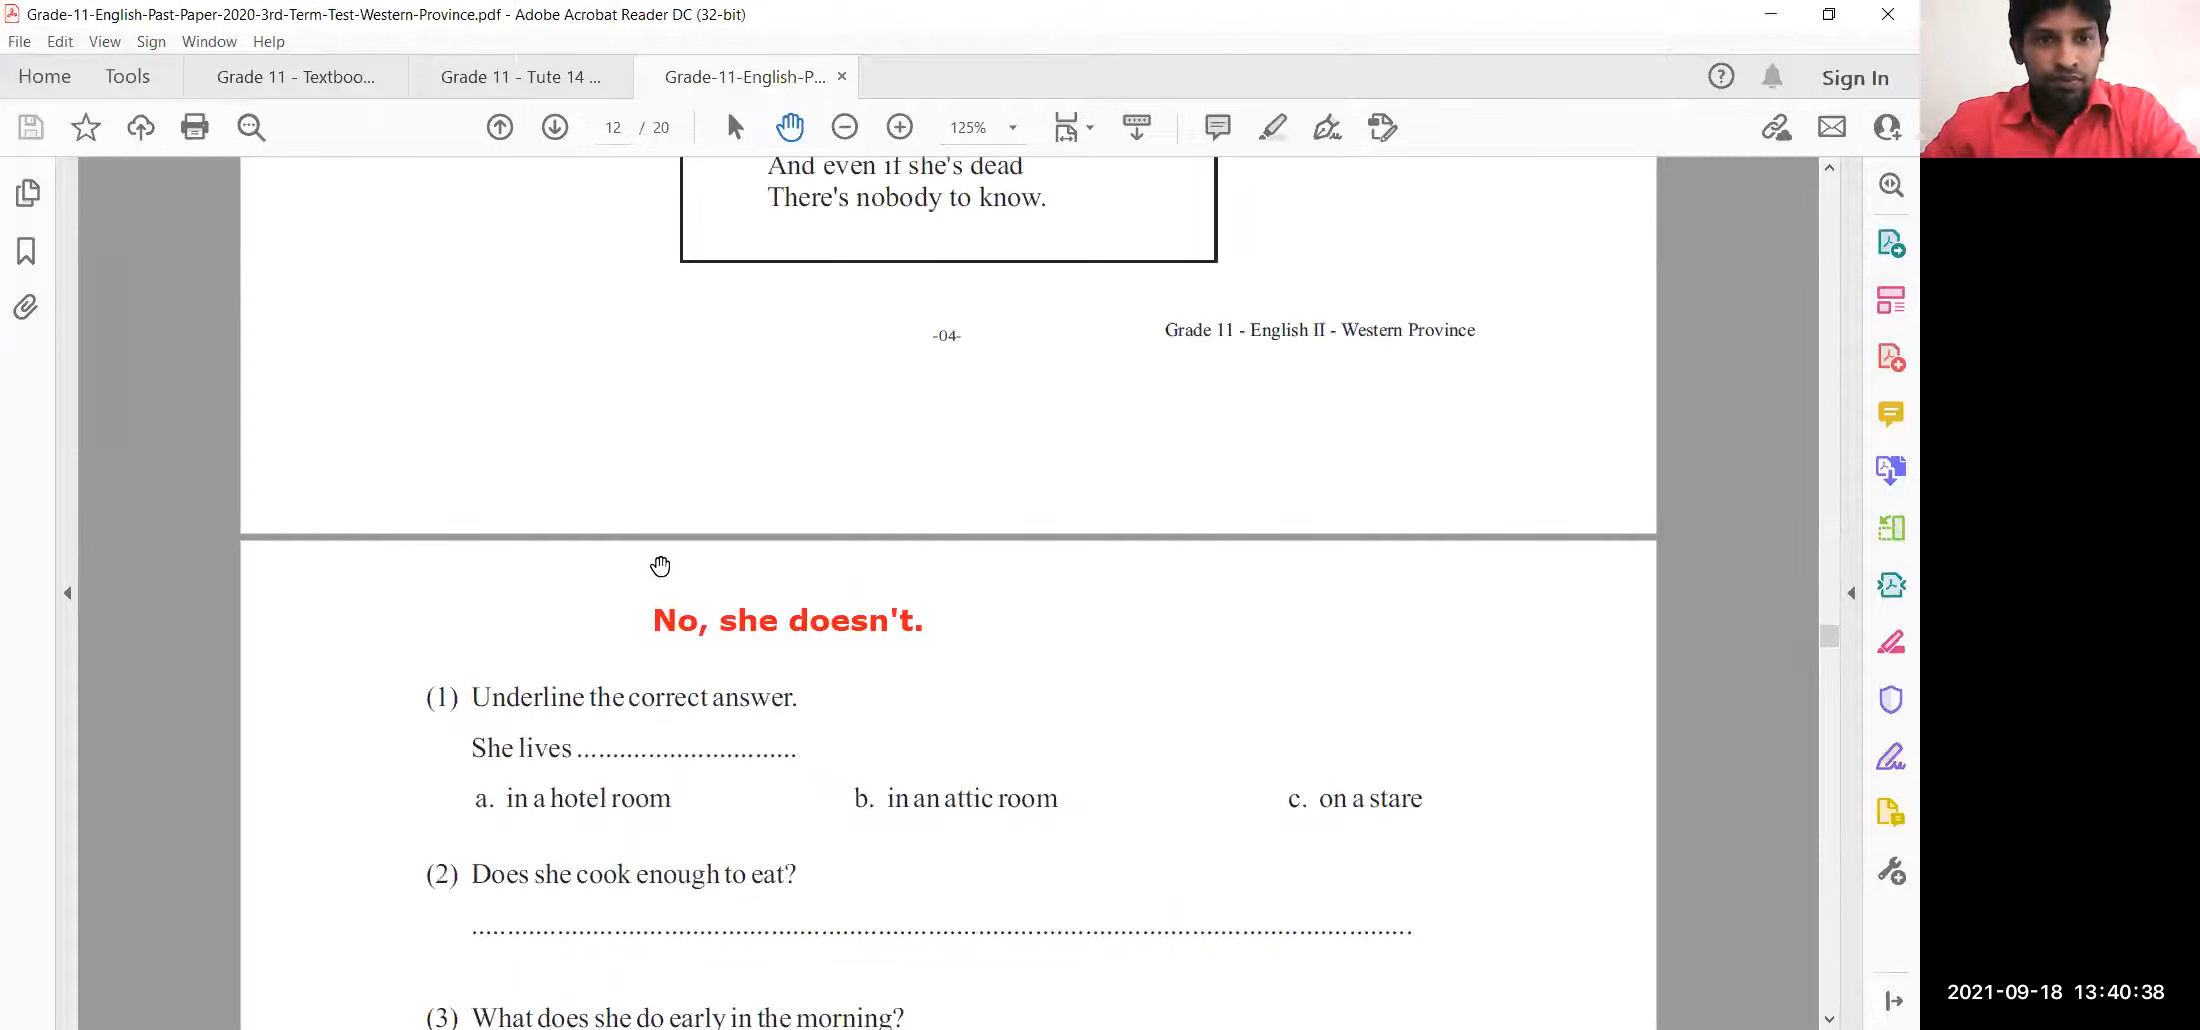 Grade-11-English-Past-Paper-2020-3rd-Term-Test-Western-Province.pdf - Adobe Acrobat Reader DC (32-bit)
File Edit View Sign Window Help
Home Tools Grade 11 - Textboo... Grade 11 - Tute 14 ... Grade-11-English-P... × Sign In
12 / 20 125%
And even if she's dead
There's nobody to know.
-04- Grade 11 - English II - Western Province
No, she doesn't.
(1) Underline the correct answer.
She lives ..............................
a. in a hotel room b. in an attic room c. on a stare
(2) Does she cook enough to eat?
..............................................................................................................
(3) What does she do early in the morning?
2021-09-18 13:40:38